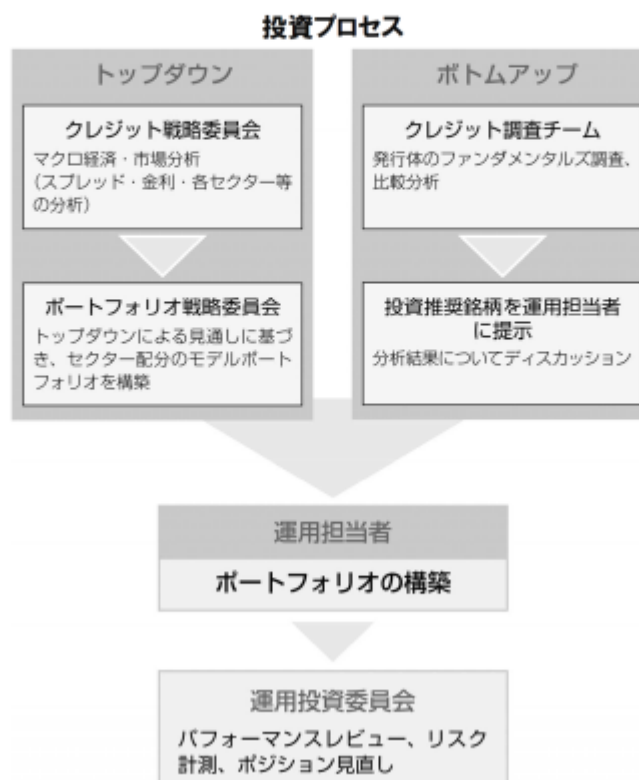 投資プロセス
トップダウン
クレジット戦略委員会
マクロ経済・市場分析
(スプレッド・金利・各セクター等
の分析)
ポートフォリオ戦略委員会
トップダウンによる見通しに基づ
き、セクター配分のモデルポート
フォリオを構築
ボトムアップ
クレジット調査チーム
発行体のファンダメンタルズ調査、
比較分析
投資推奨銘柄を運用担当者
に提示
分析結果についてディスカッション
運用担当者
ポートフォリオの構築
運用投資委員会
パフォーマンスレビュー、リスク
計測、ポジション見直し